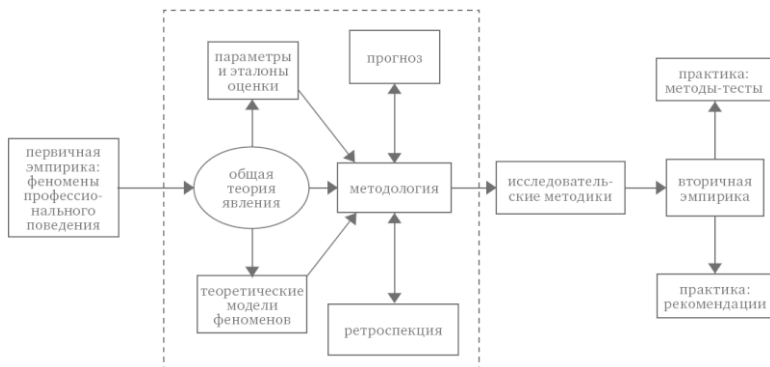 первичная
эмпирика:
феномены
профессио-
нального
поведения
параметры
и эталоны
оценки
общая
теория
явления
теоретические
модели
феноменов
прогноз
методология
ретроспекция
исследователь-
ские методики
вторичная
эмпирика
практика:
методы-тесты
практика:
рекомендации